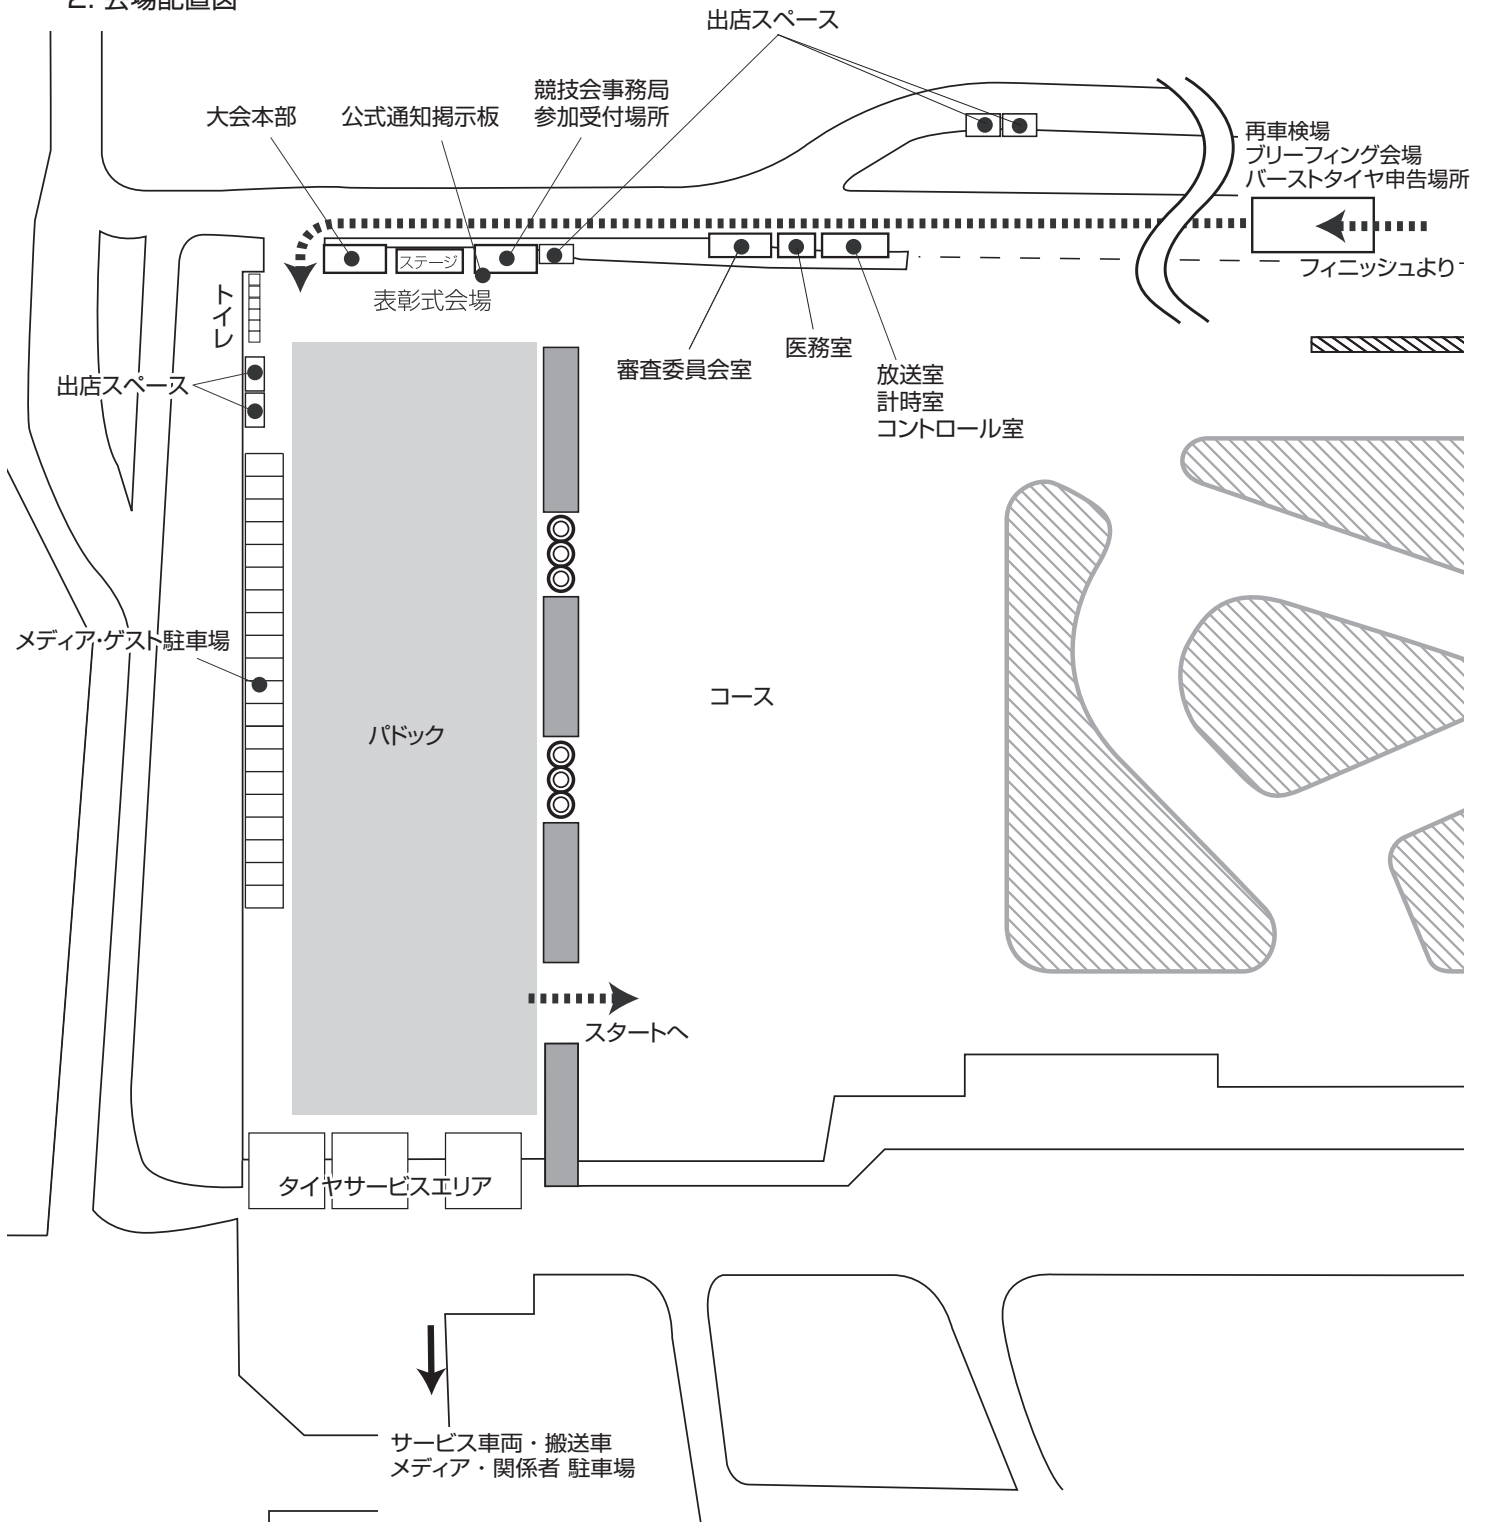 2. 会場配置図
出店スペース
大会本部
公式通知掲示板
競技会事務局
参加受付場所
再車検場
ブリーフィング会場
バーストタイヤ申告場所
ステージ
フィニッシュより
表彰式会場
トイレ
審査委員会室
医務室
放送室
計時室
コントロール室
出店スペース
メディア・ゲスト駐車場
コース
パドック
スタートへ
タイヤサービスエリア
サービス車両・搬送車
メディア・関係者 駐車場